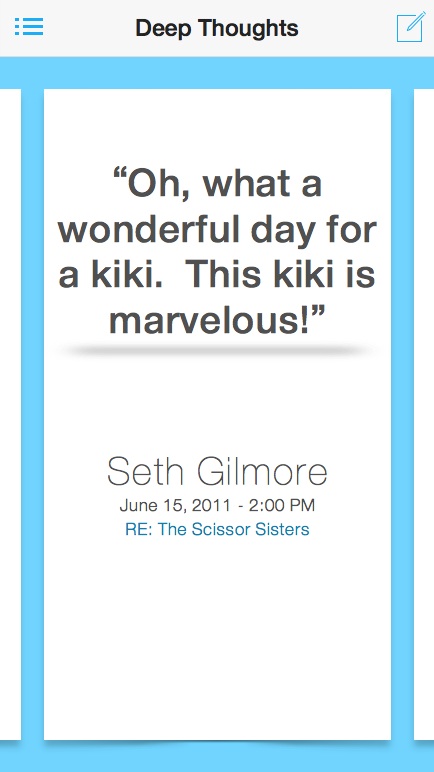 Deep Thoughts
“Oh, what a
wonderful day for
a kiki.  This kiki is
marvelous!”
Seth Gilmore
June 15, 2011 - 2:00 PM
RE: The Scissor Sisters